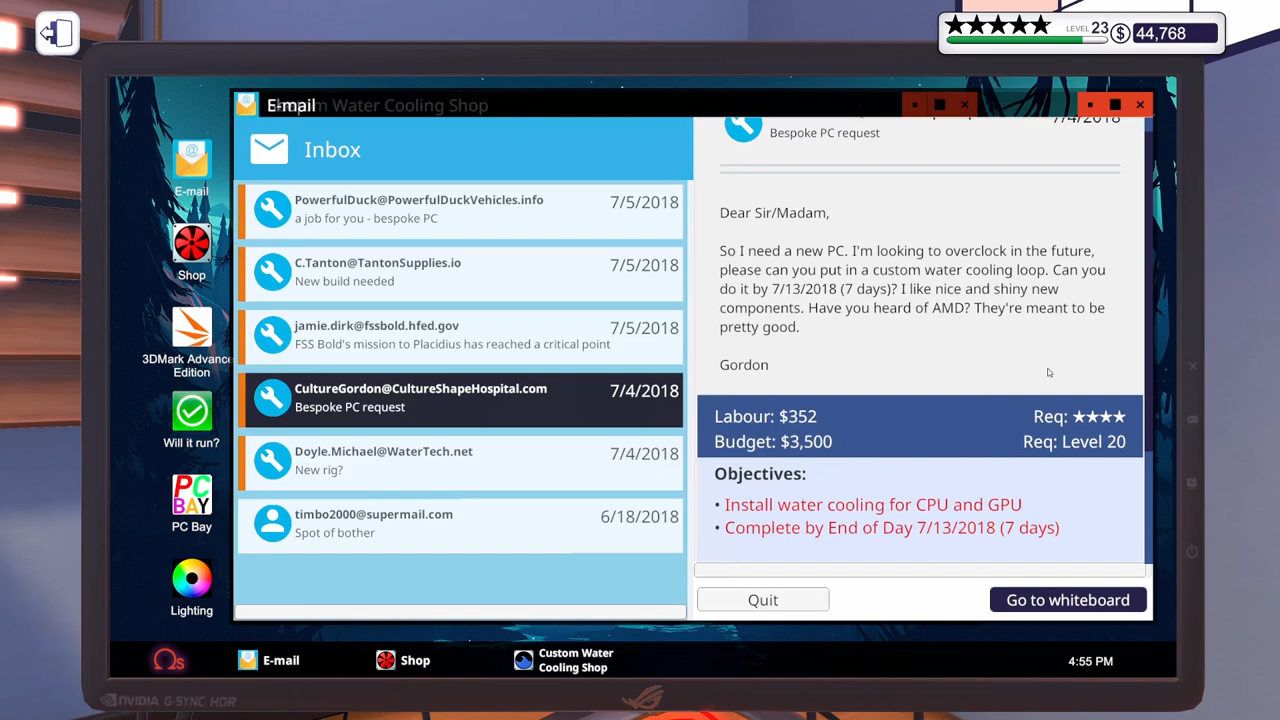 LEVEL 23 $ 44,768
E-mail
Custom Water Cooling Shop
Inbox
PowerfulDuck@PowerfulDuckVehicles.info 7/5/2018
a job for you - bespoke PC
C.Tanton@TantonSupplies.io 7/5/2018
New build needed
jamie.dirk@fssbold.hfed.gov 7/5/2018
FSS Bold's mission to Placidius has reached a critical point
CultureGordon@CultureShapeHospital.com 7/4/2018
Bespoke PC request
Doyle.Michael@WaterTech.net 7/4/2018
New rig?
timbo2000@supermail.com 6/18/2018
Spot of bother
7/4/2018
Bespoke PC request
Dear Sir/Madam,
So I need a new PC. I'm looking to overclock in the future,
please can you put in a custom water cooling loop. Can you
do it by 7/13/2018 (7 days)? I like nice and shiny new
components. Have you heard of AMD? They're meant to be
pretty good.
Gordon
Labour: $352 Req: ★★★★
Budget: $3,500 Req: Level 20
Objectives:
• Install water cooling for CPU and GPU
• Complete by End of Day 7/13/2018 (7 days)
Quit
Go to whiteboard
E-mail
Shop
3DMark Advance
Edition
Will it run?
PC
BAY
PC Bay
Lighting
Ωs
E-mail
Shop
Custom Water
Cooling Shop
4:55 PM
NVIDIA G-SYNC HDR